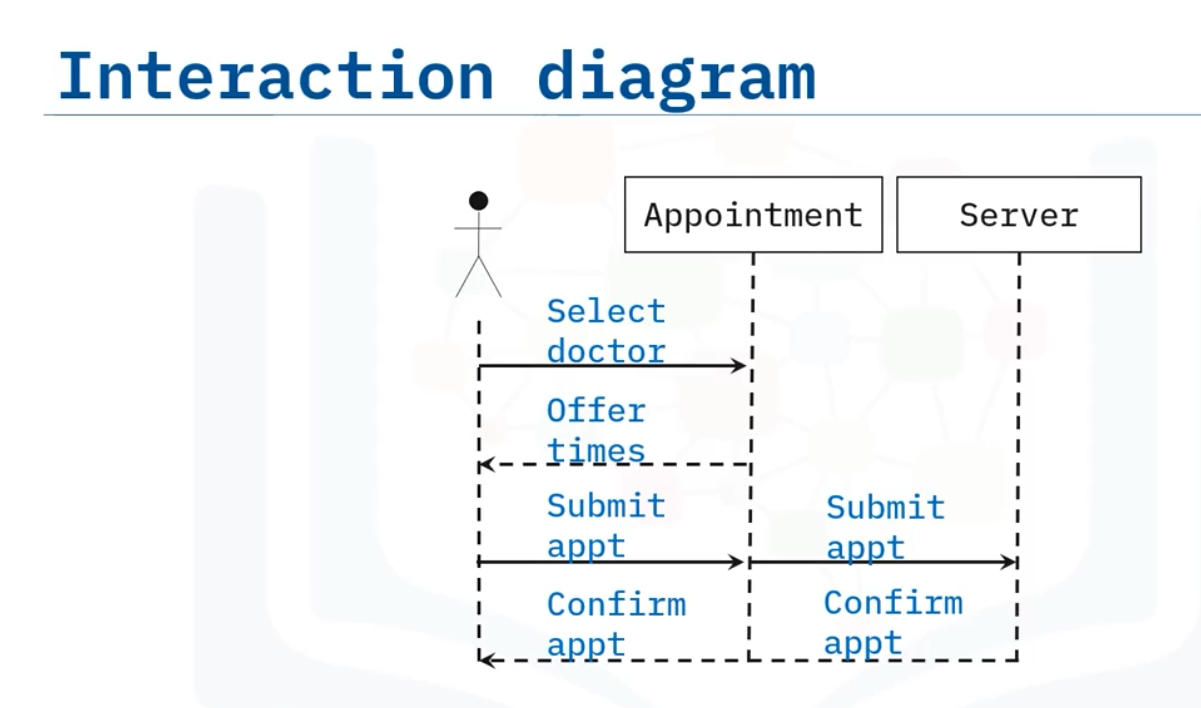 Interaction diagram
Appointment
Server
Select
doctor
Offer
times
Submit
appt
Submit
appt
Confirm
appt
Confirm
appt